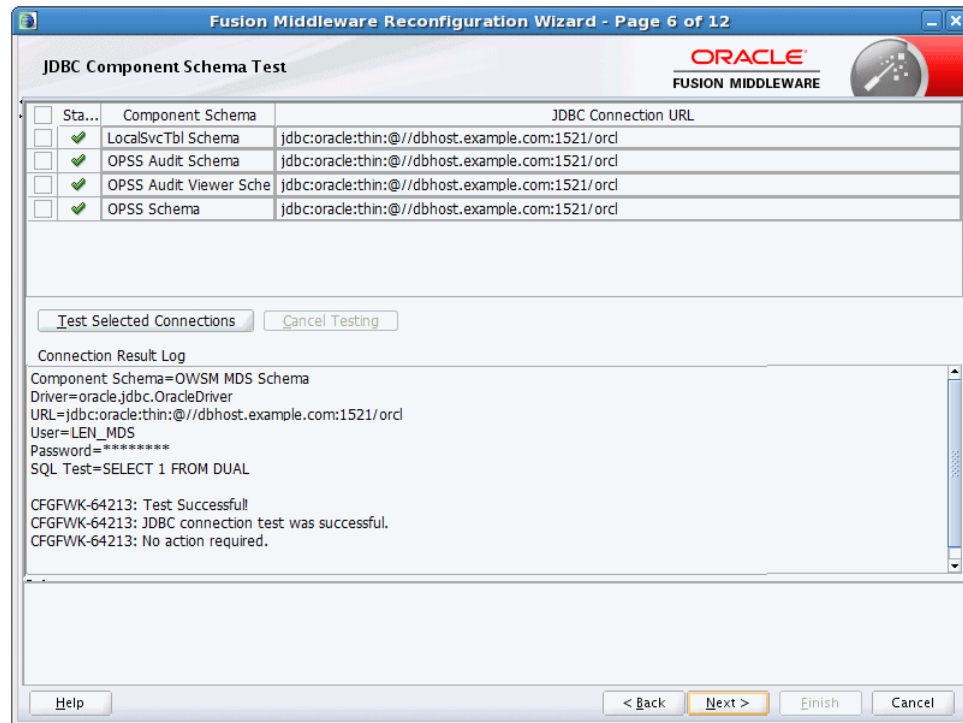 Fusion Middleware Reconfiguration Wizard - Page 6 of 12
JDBC Component Schema Test
ORACLE
FUSION MIDDLEWARE
Sta... Component Schema JDBC Connection URL
LocalSvcTbl Schema jdbc:oracle:thin:@//dbhost.example.com:1521/orcl
OPSS Audit Schema jdbc:oracle:thin:@//dbhost.example.com:1521/orcl
OPSS Audit Viewer Sche jdbc:oracle:thin:@//dbhost.example.com:1521/orcl
OPSS Schema jdbc:oracle:thin:@//dbhost.example.com:1521/orcl
Test Selected Connections Cancel Testing
Connection Result Log
Component Schema=OWSM MDS Schema
Driver=oracle.jdbc.OracleDriver
URL=jdbc:oracle:thin:@//dbhost.example.com:1521/orcl
User=LEN_MDS
Password=********
SQL Test=SELECT 1 FROM DUAL
CFGFWK-64213: Test Successful!
CFGFWK-64213: JDBC connection test was successful.
CFGFWK-64213: No action required.
Help < Back Next > Finish Cancel